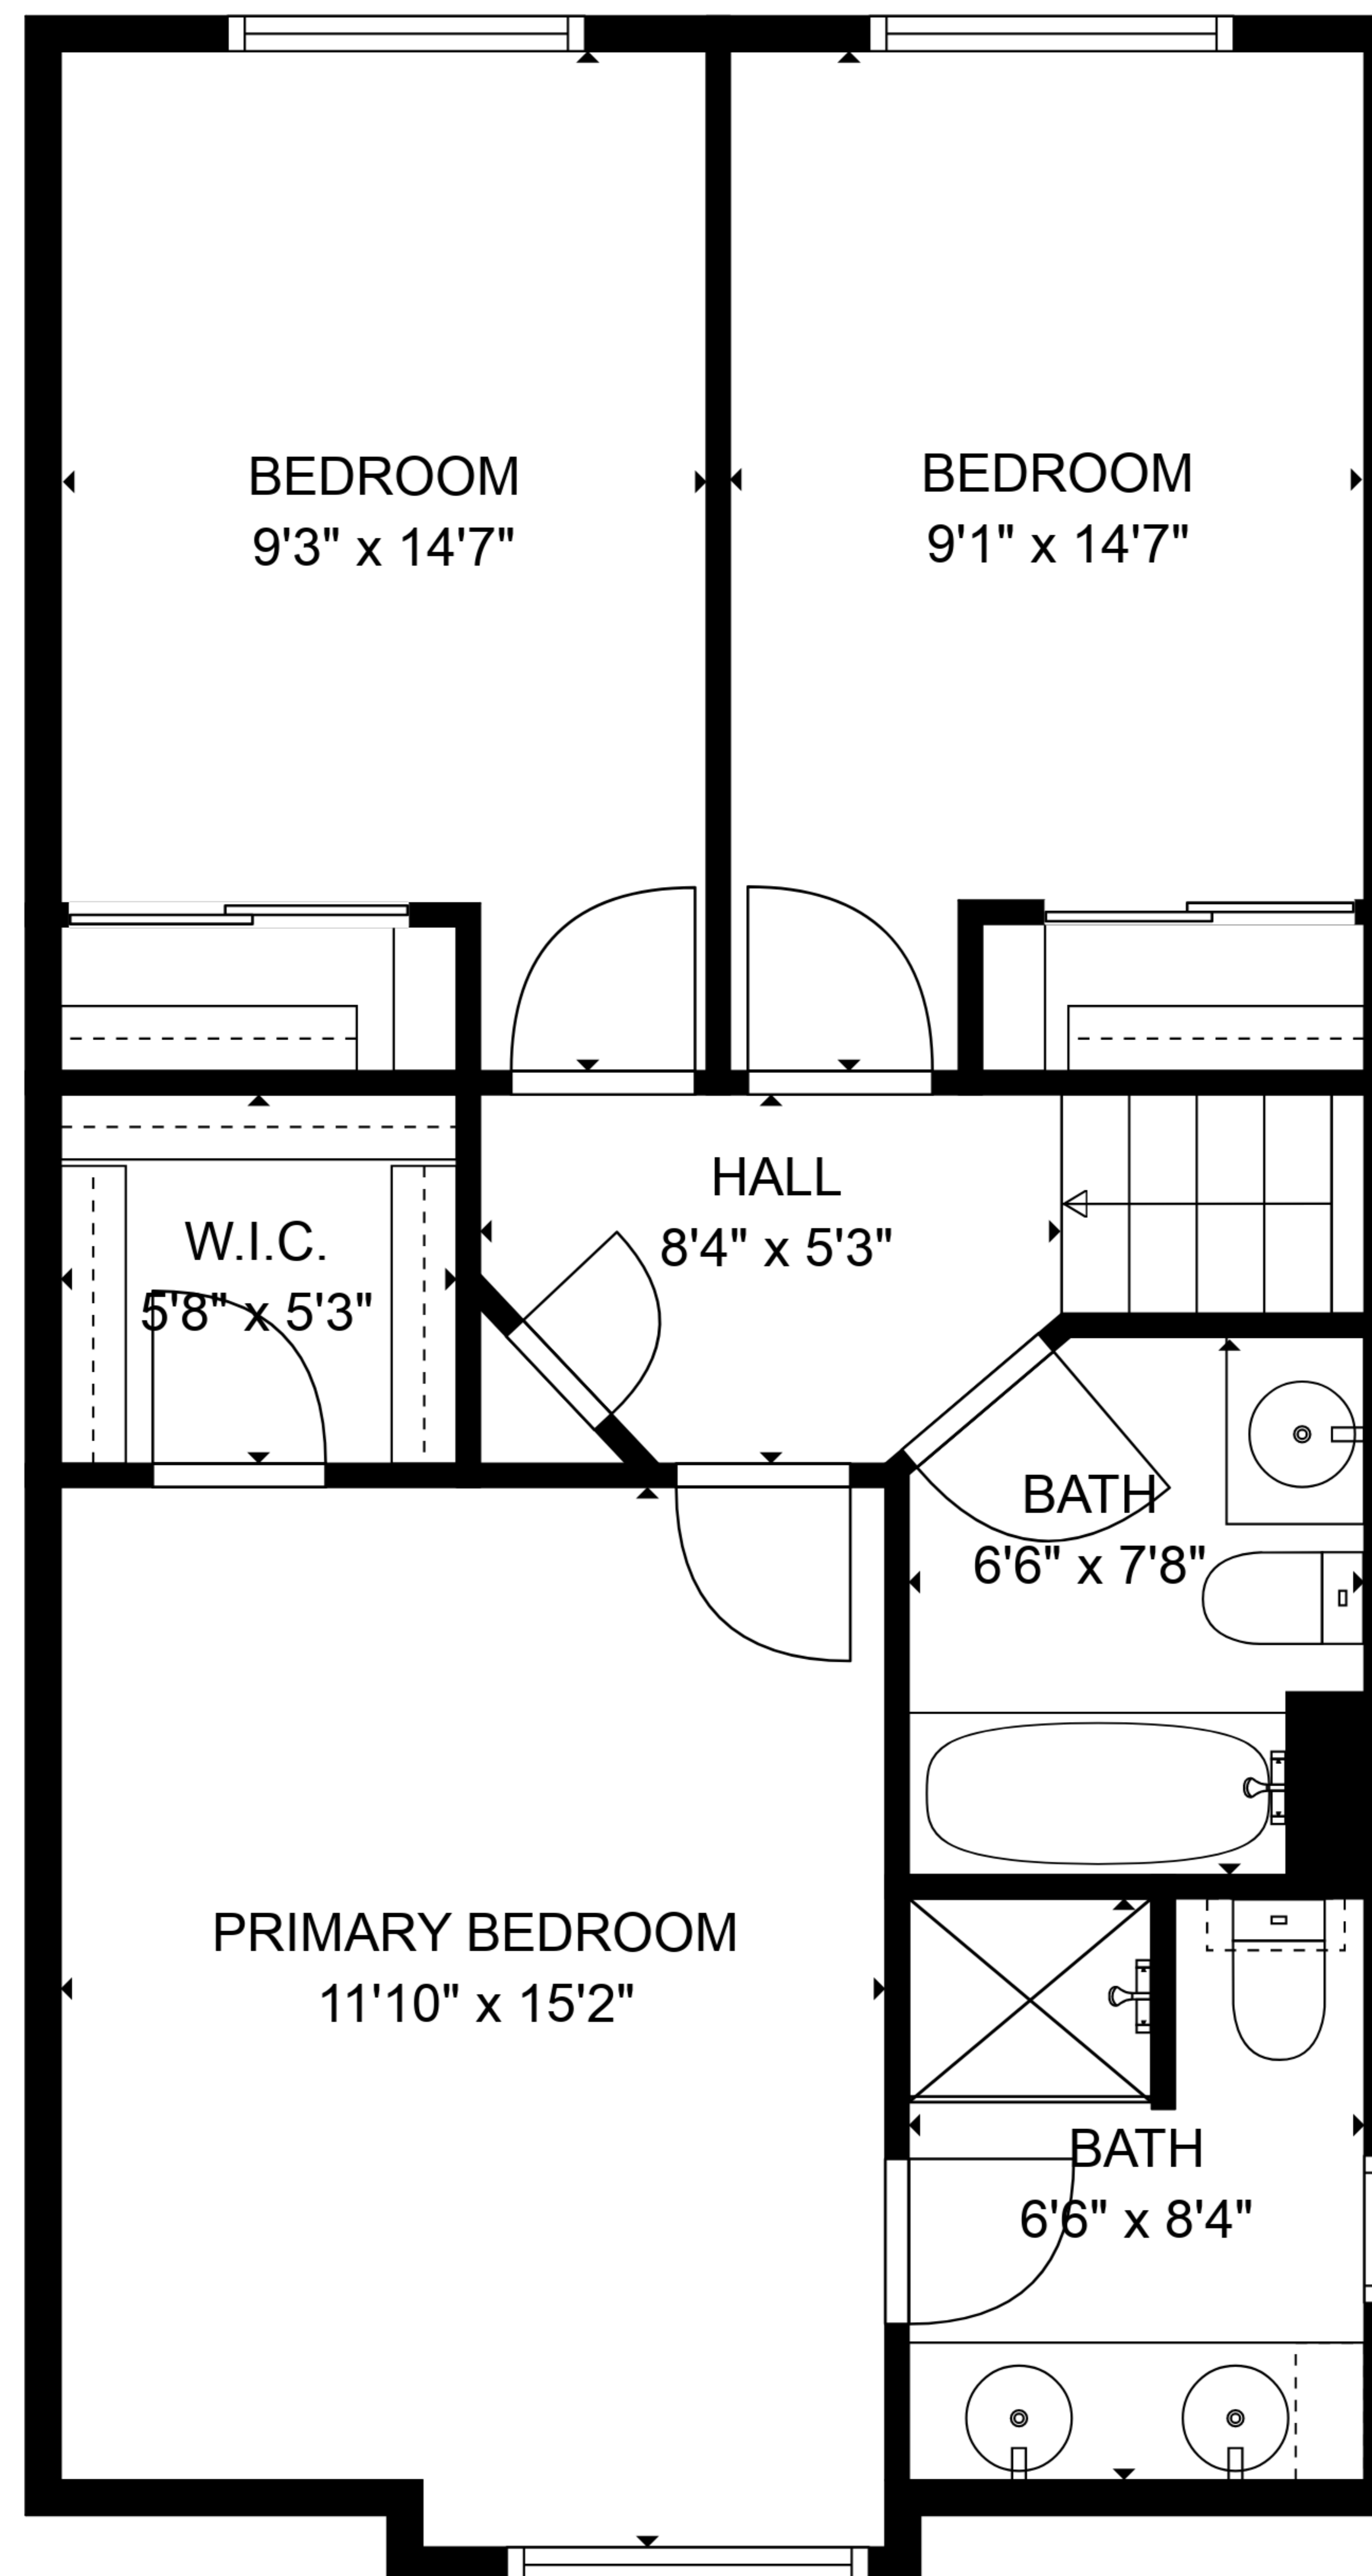 BEDROOM
9'3" x 14'7"
BEDROOM
9'1" x 14'7"
HALL
8'4" x 5'3"
W.I.C.
5'8" x 5'3"
BATH
6'6" x 7'8"
PRIMARY BEDROOM
11'10" x 15'2"
BATH
6'6" x 8'4"